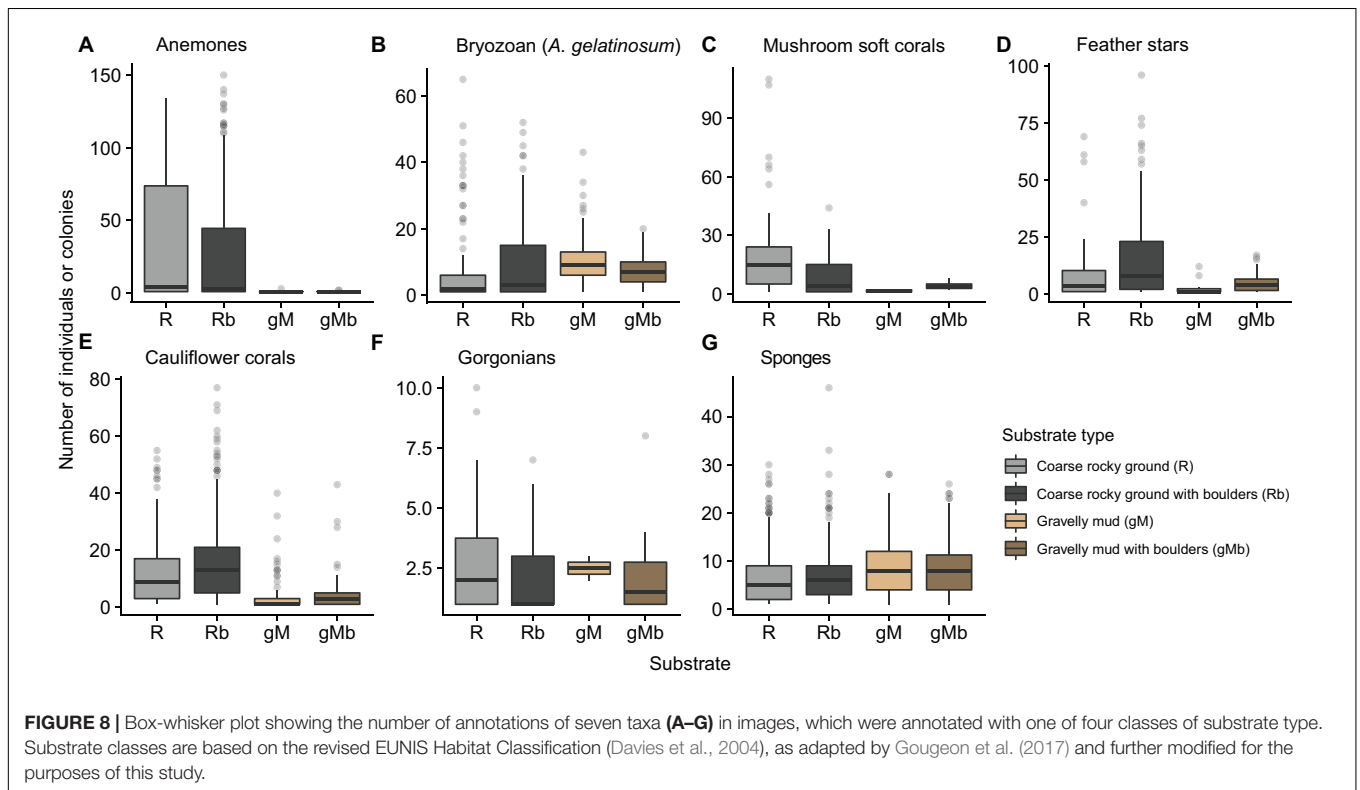 A Anemones
B Bryozoan (A. gelatinosum)
C Mushroom soft corals
D Feather stars
Number of individuals or colonies
150
100
50
0
R Rb gM gMb
60
40
20
0
R Rb gM gMb
90
60
30
0
R Rb gM gMb
100
75
50
25
0
R Rb gM gMb
E Cauliflower corals
F Gorgonians
G Sponges
80
60
40
20
0
R Rb gM gMb
10.0
7.5
5.0
2.5
R Rb gM gMb
40
30
20
10
0
R Rb gM gMb
Substrate
Substrate type
Coarse rocky ground (R)
Coarse rocky ground with boulders (Rb)
Gravelly mud (gM)
Gravelly mud with boulders (gMb)
FIGURE 8 | Box-whisker plot showing the number of annotations of seven taxa (A–G) in images, which were annotated with one of four classes of substrate type.
Substrate classes are based on the revised EUNIS Habitat Classification (Davies et al., 2004), as adapted by Gougeon et al. (2017) and further modified for the
purposes of this study.